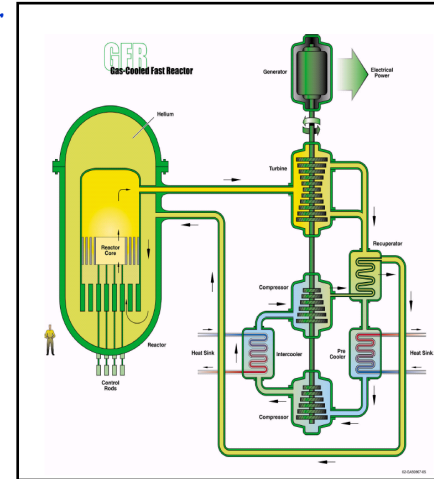 GFR
Gas-Cooled Fast Reactor
Generator
Electrical
Power
Helium
Turbine
Reactor
Core
Recuperator
Compressor
Heat Sink
Intercooler
Pre
Cooler
Heat Sink
Reactor
Control
Rods
Compressor